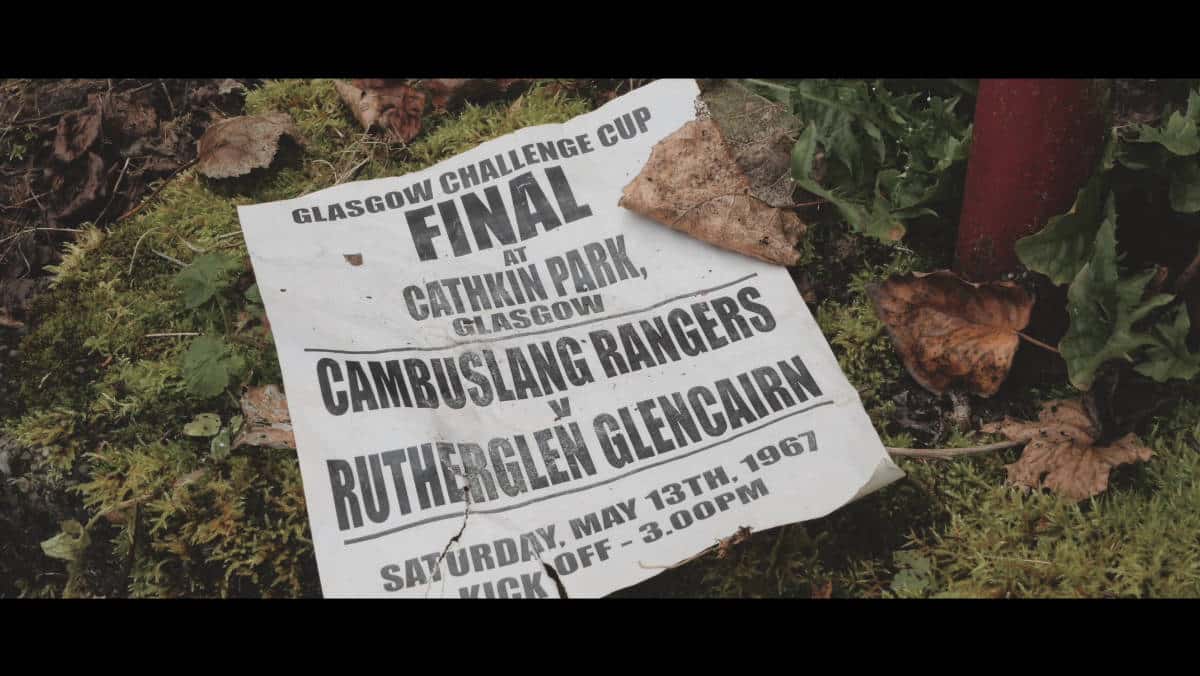 GLASGOW CHALLENGE CUP
FINAL
AT
CATHKIN PARK,
GLASGOW
CAMBUSLANG RANGERS
v
RUTHERGLEN GLENCAIRN
SATURDAY, MAY 13TH, 1967
KICK OFF - 3.00PM